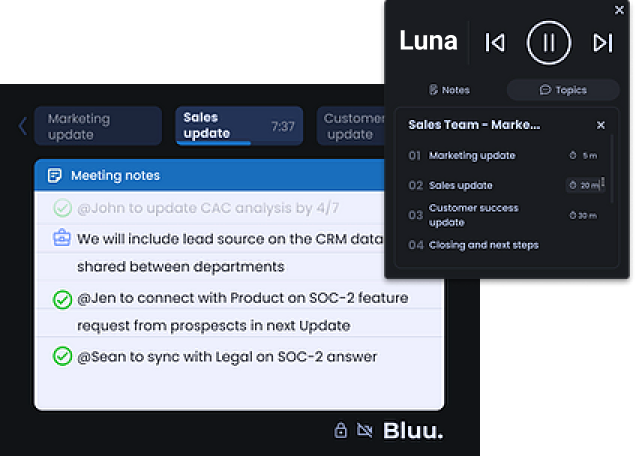 Luna
Notes
Topics
Sales Team - Marke...
01 Marketing update 5 m
02 Sales update 20 m
03 Customer success
update 30 m
04 Closing and next steps
Marketing
update
Sales
update
7:37
Customer
update
Meeting notes
@John to update CAC analysis by 4/7
We will include lead source on the CRM data
shared between departments
@Jen to connect with Product on SOC-2 feature
request from prospescts in next Update
@Sean to sync with Legal on SOC-2 answer
Bluu.